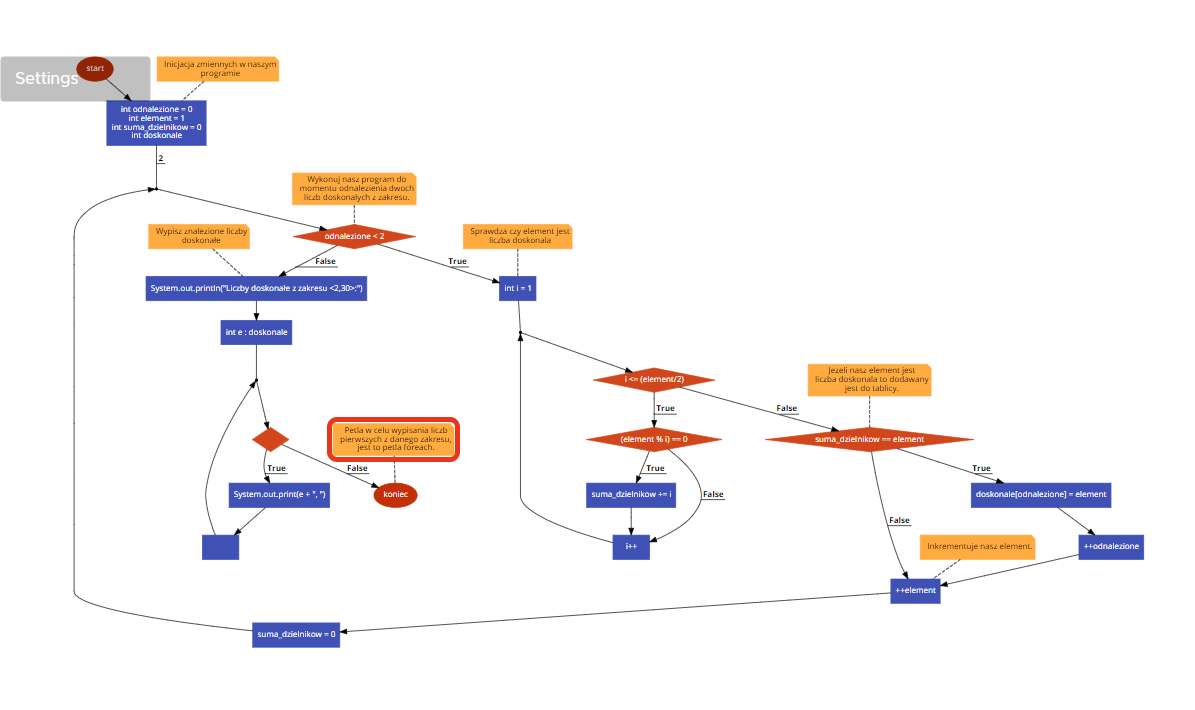 Settings
start
Inicjacja zmiennych w naszym
programie
int odnalezione = 0
int element = 1
int suma_dzielnikow = 0
int doskonale
2
Wykonuj nasz program do
momentu odnalezienia dwoch
liczb doskonałych z zakresu.
Wypisz znalezione liczby
doskonałe
odnalezione < 2
Sprawdza czy element jest
liczba doskonala
False
True
System.out.println("Liczby doskonałe z zakresu <2,30>:")
int i = 1
int e : doskonale
i <= (element/2)
Jezeli nasz element jest
liczba doskonala to dodawany
jest do tablicy.
True
False
Petla w celu wypisania liczb
pierwszych z danego zakresu,
jest to petla foreach.
(element % i) == 0
suma_dzielnikow == element
True
False
True
True
System.out.print(e + ", ")
koniec
suma_dzielnikow += i
False
doskonale[odnalezione] = element
False
i++
Inkrementuje nasz element.
++odnalezione
++element
suma_dzielnikow = 0